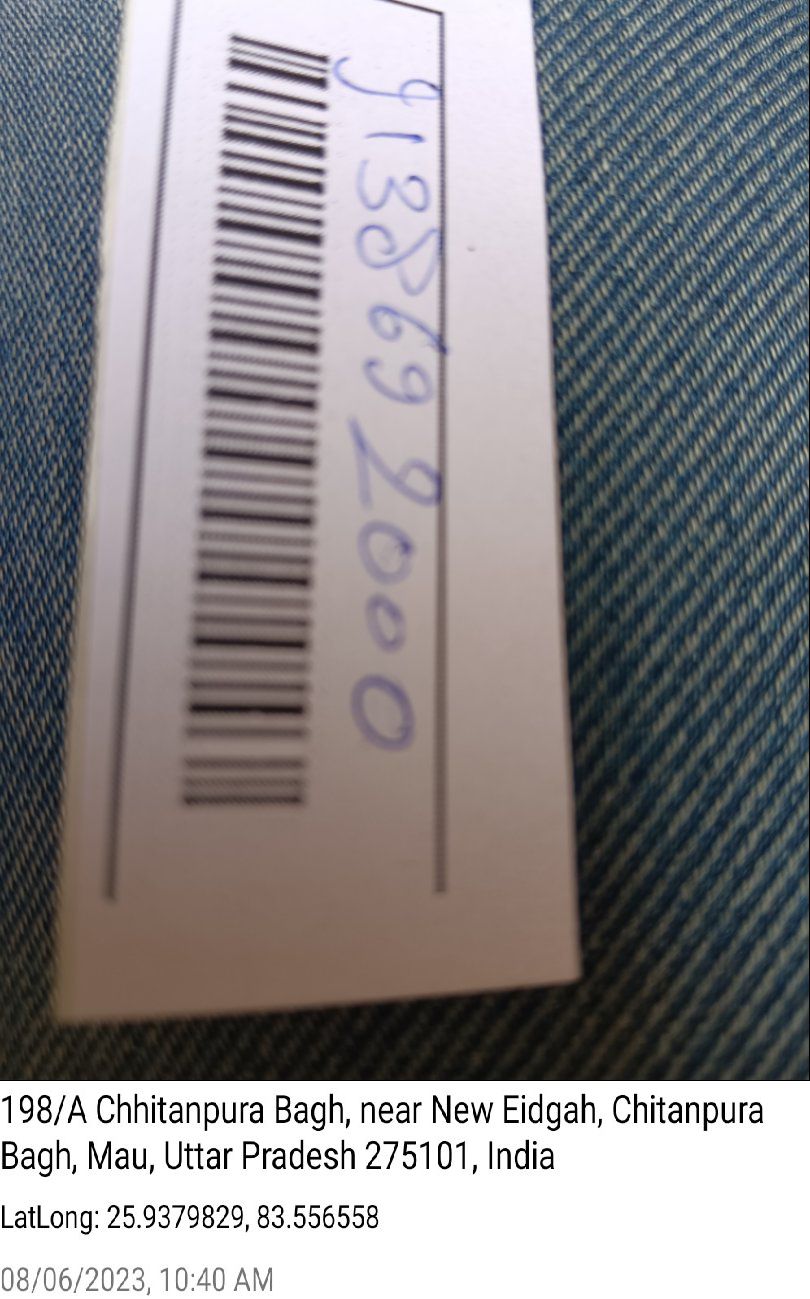 9138692000
198/A Chhitanpura Bagh, near New Eidgah, Chitanpura
Bagh, Mau, Uttar Pradesh 275101, India
LatLong: 25.9379829, 83.556558
08/06/2023, 10:40 AM